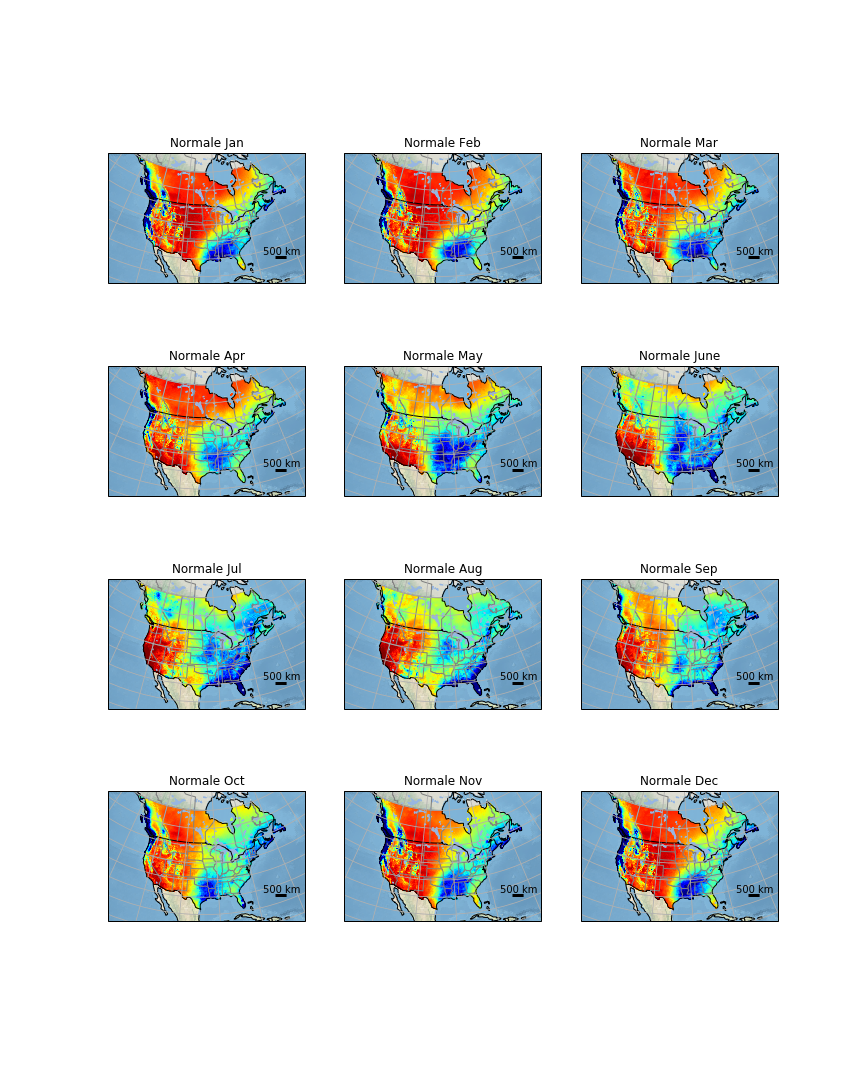 Normale Jan
Normale Feb
Normale Mar
500 km
500 km
500 km
Normale Apr
Normale May
Normale June
500 km
500 km
500 km
Normale Jul
Normale Aug
Normale Sep
500 km
500 km
500 km
Normale Oct
Normale Nov
Normale Dec
500 km
500 km
500 km